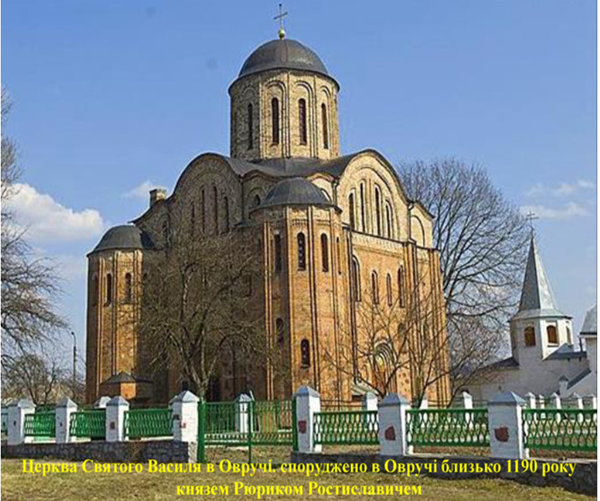 Церква Святого Василя в Овручі. споруджено в Овручі близько 1190 року
князем Рюриком Ростиславичем